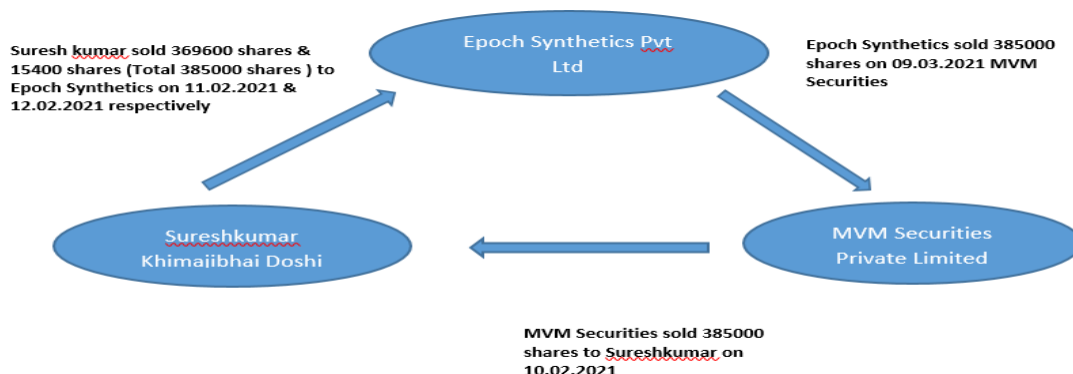 Suresh kumar sold 369600 shares &
15400 shares (Total 385000 shares ) to
Epoch Synthetics on 11.02.2021 &
12.02.2021 respectively
Epoch Synthetics Pvt
Ltd
Epoch Synthetics sold 385000
shares on 09.03.2021 MVM
Securities
Sureshkumar
Khimajibhai Doshi
MVM Securities
Private Limited
MVM Securities sold 385000
shares to Sureshkumar on
10.02.2021